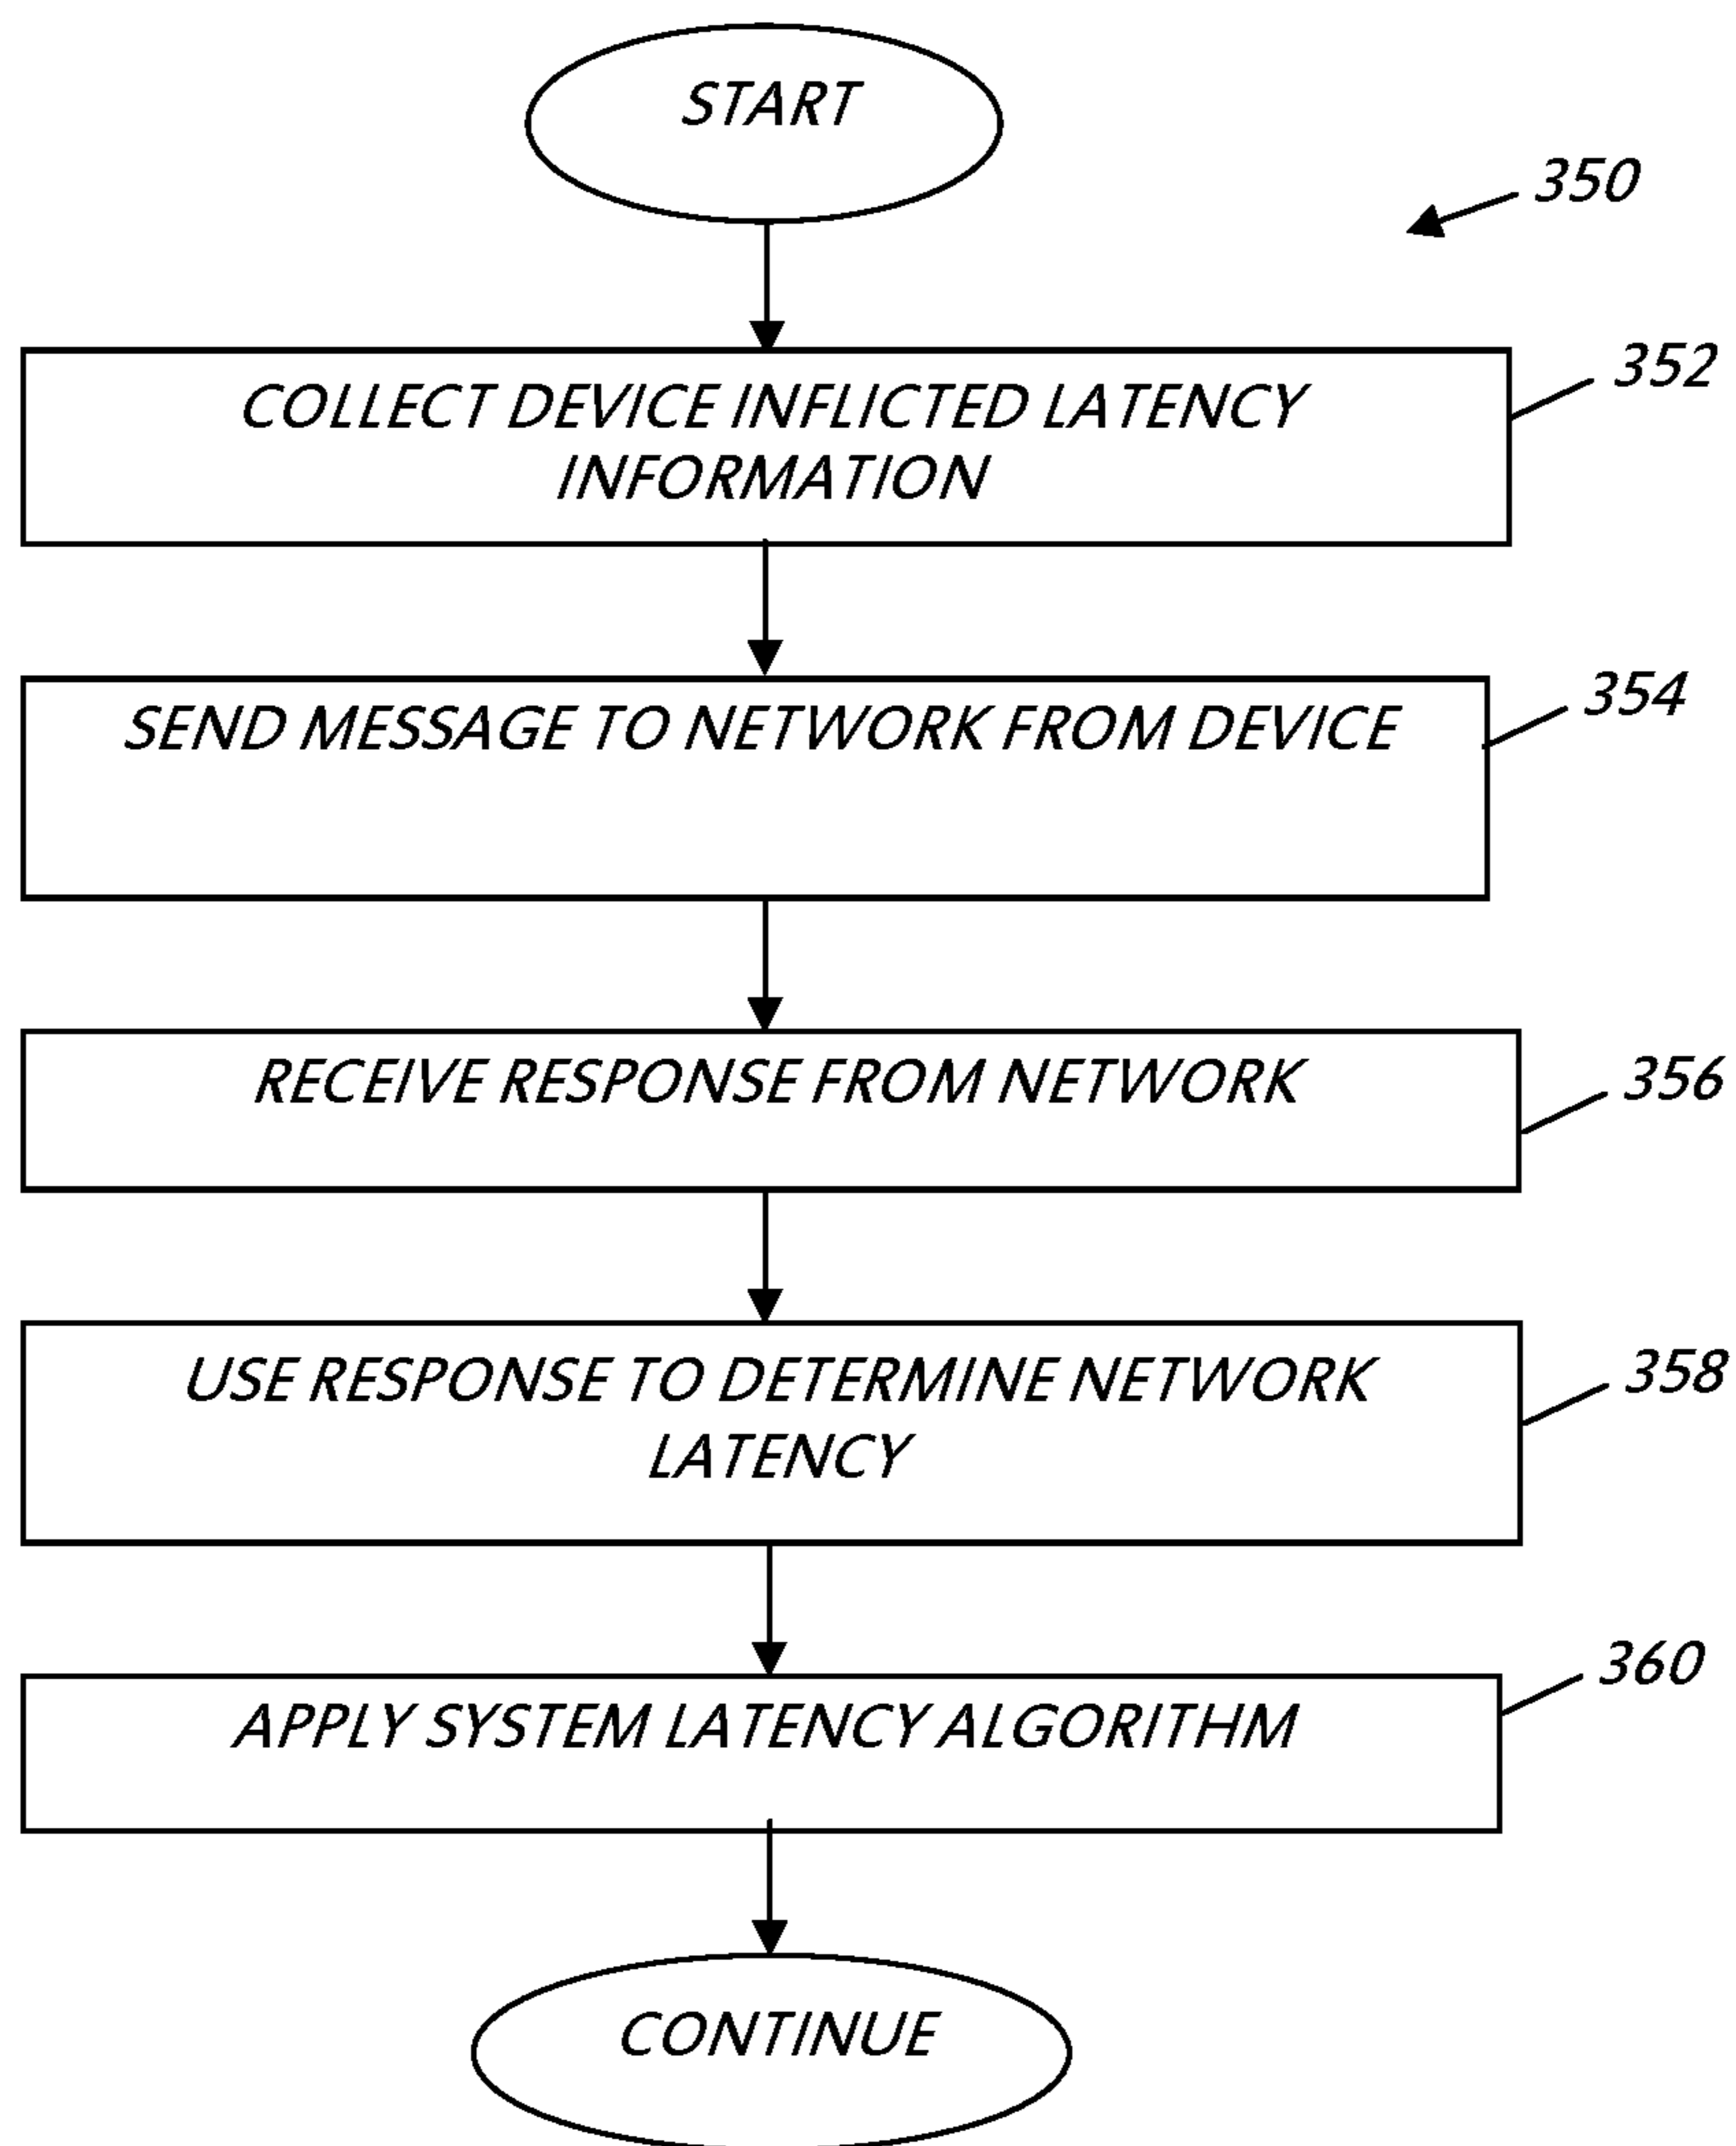 START
350
COLLECT DEVICE INFLICTED LATENCY
INFORMATION
352
SEND MESSAGE TO NETWORK FROM DEVICE
354
RECEIVE RESPONSE FROM NETWORK
356
USE RESPONSE TO DETERMINE NETWORK
LATENCY
358
APPLY SYSTEM LATENCY ALGORITHM
360
CONTINUE